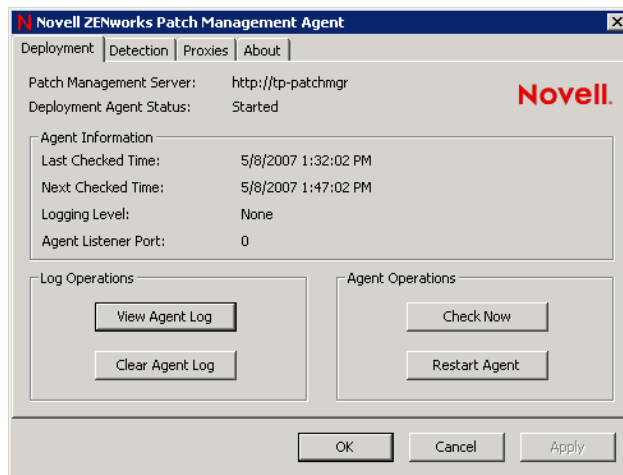 Novell ZENworks Patch Management Agent
Deployment
Detection
Proxies
About
Patch Management Server: http://tp-patchmgr
Deployment Agent Status: Started
Novell.
Agent Information
Last Checked Time: 5/8/2007 1:32:02 PM
Next Checked Time: 5/8/2007 1:47:02 PM
Logging Level: None
Agent Listener Port: 0
Log Operations
View Agent Log
Clear Agent Log
Agent Operations
Check Now
Restart Agent
OK
Cancel
Apply